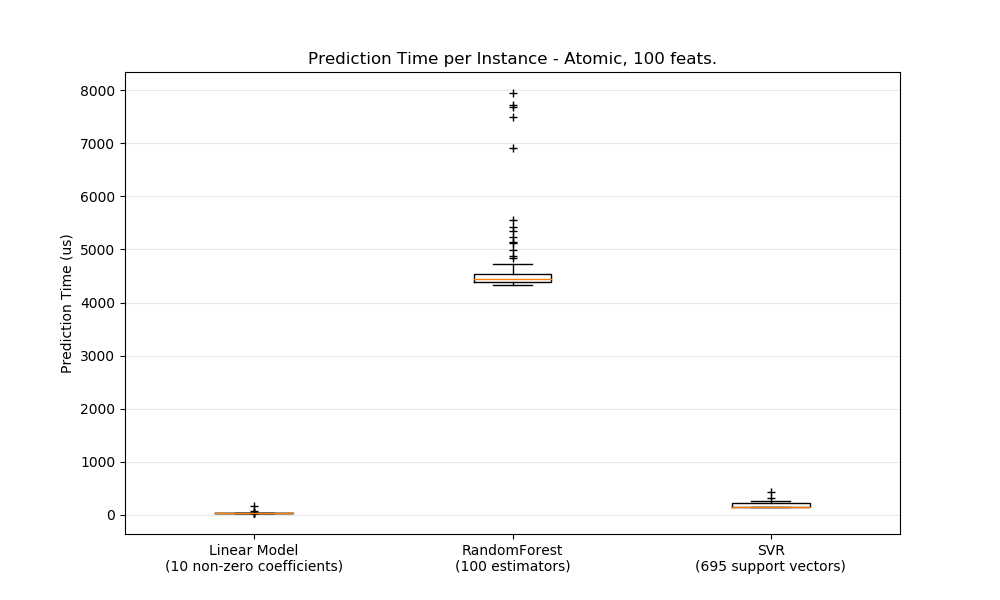 Prediction Time per Instance - Atomic, 100 feats.
8000
7000
6000
5000
4000
3000
2000
1000
0
Prediction Time (us)
Linear Model
(10 non-zero coefficients)
RandomForest
(100 estimators)
SVR
(695 support vectors)